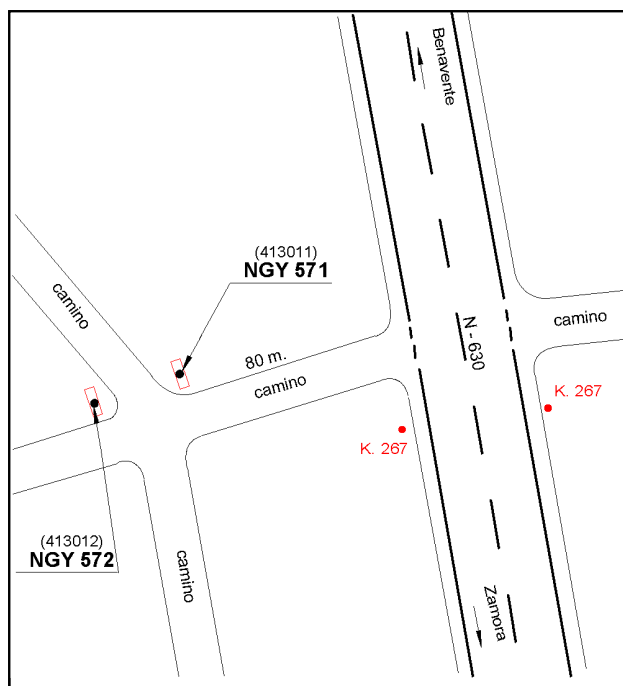 Benavente
(413011)
NGY 571
camino
80 m.
N - 630
camino
camino
K. 267
K. 267
(413012)
NGY 572
camino
Zamora